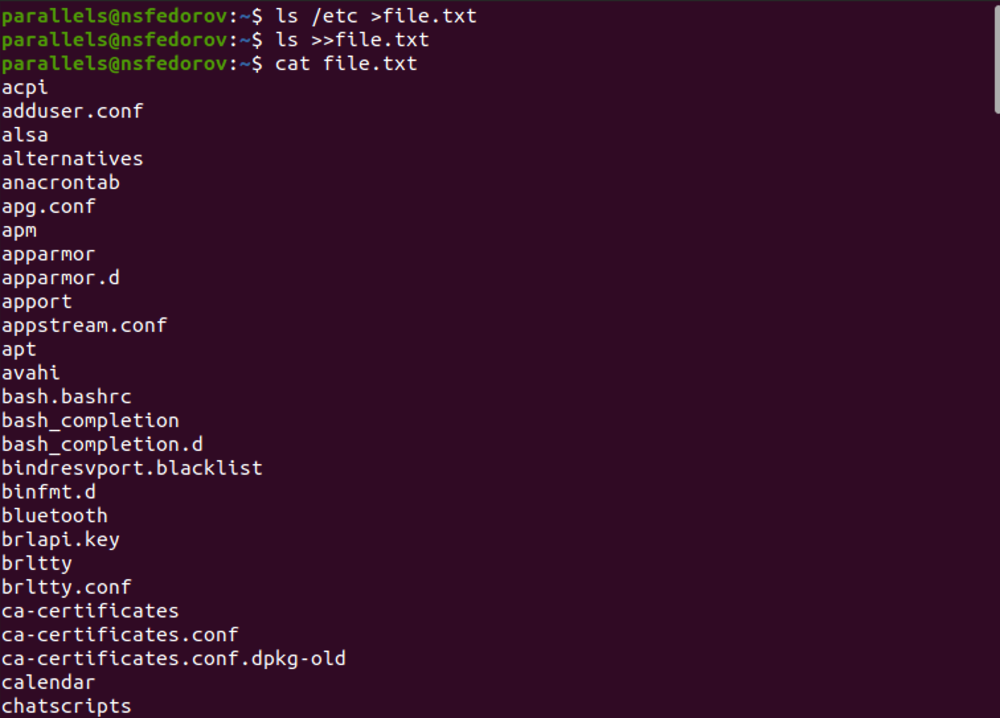 parallels@nsfedorov:~$ ls /etc >file.txt
parallels@nsfedorov:~$ ls >>file.txt
parallels@nsfedorov:~$ cat file.txt
acpi
adduser.conf
alsa
alternatives
anacrontab
apg.conf
apm
apparmor
apparmor.d
apport
appstream.conf
apt
avahi
bash.bashrc
bash_completion
bash_completion.d
bindresvport.blacklist
binfmt.d
bluetooth
brlapi.key
brltty
brltty.conf
ca-certificates
ca-certificates.conf
ca-certificates.conf.dpkg-old
calendar
chatscripts